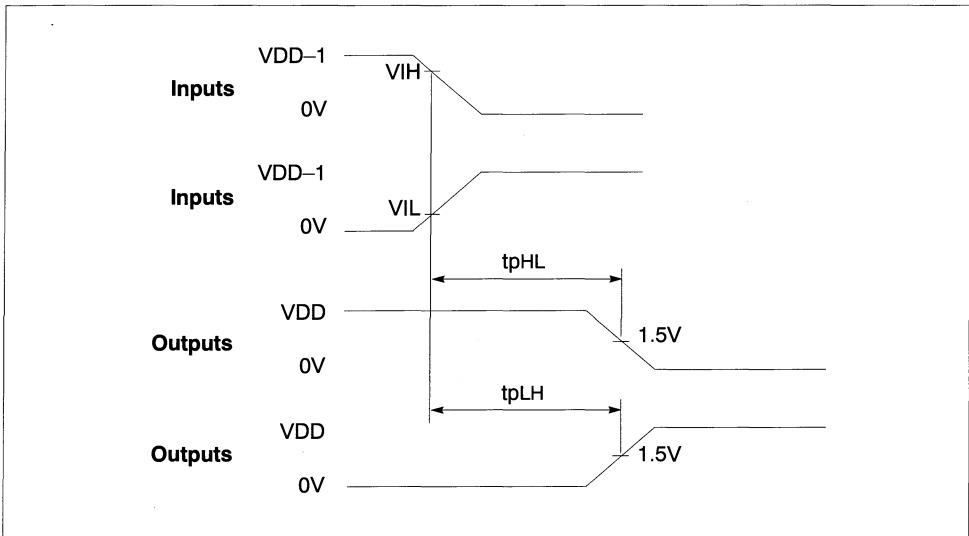 VDD–1
VIH
Inputs
0V
VDD–1
Inputs
VIL
0V
tpHL
VDD
1.5V
Outputs
0V
tpLH
VDD
1.5V
Outputs
0V